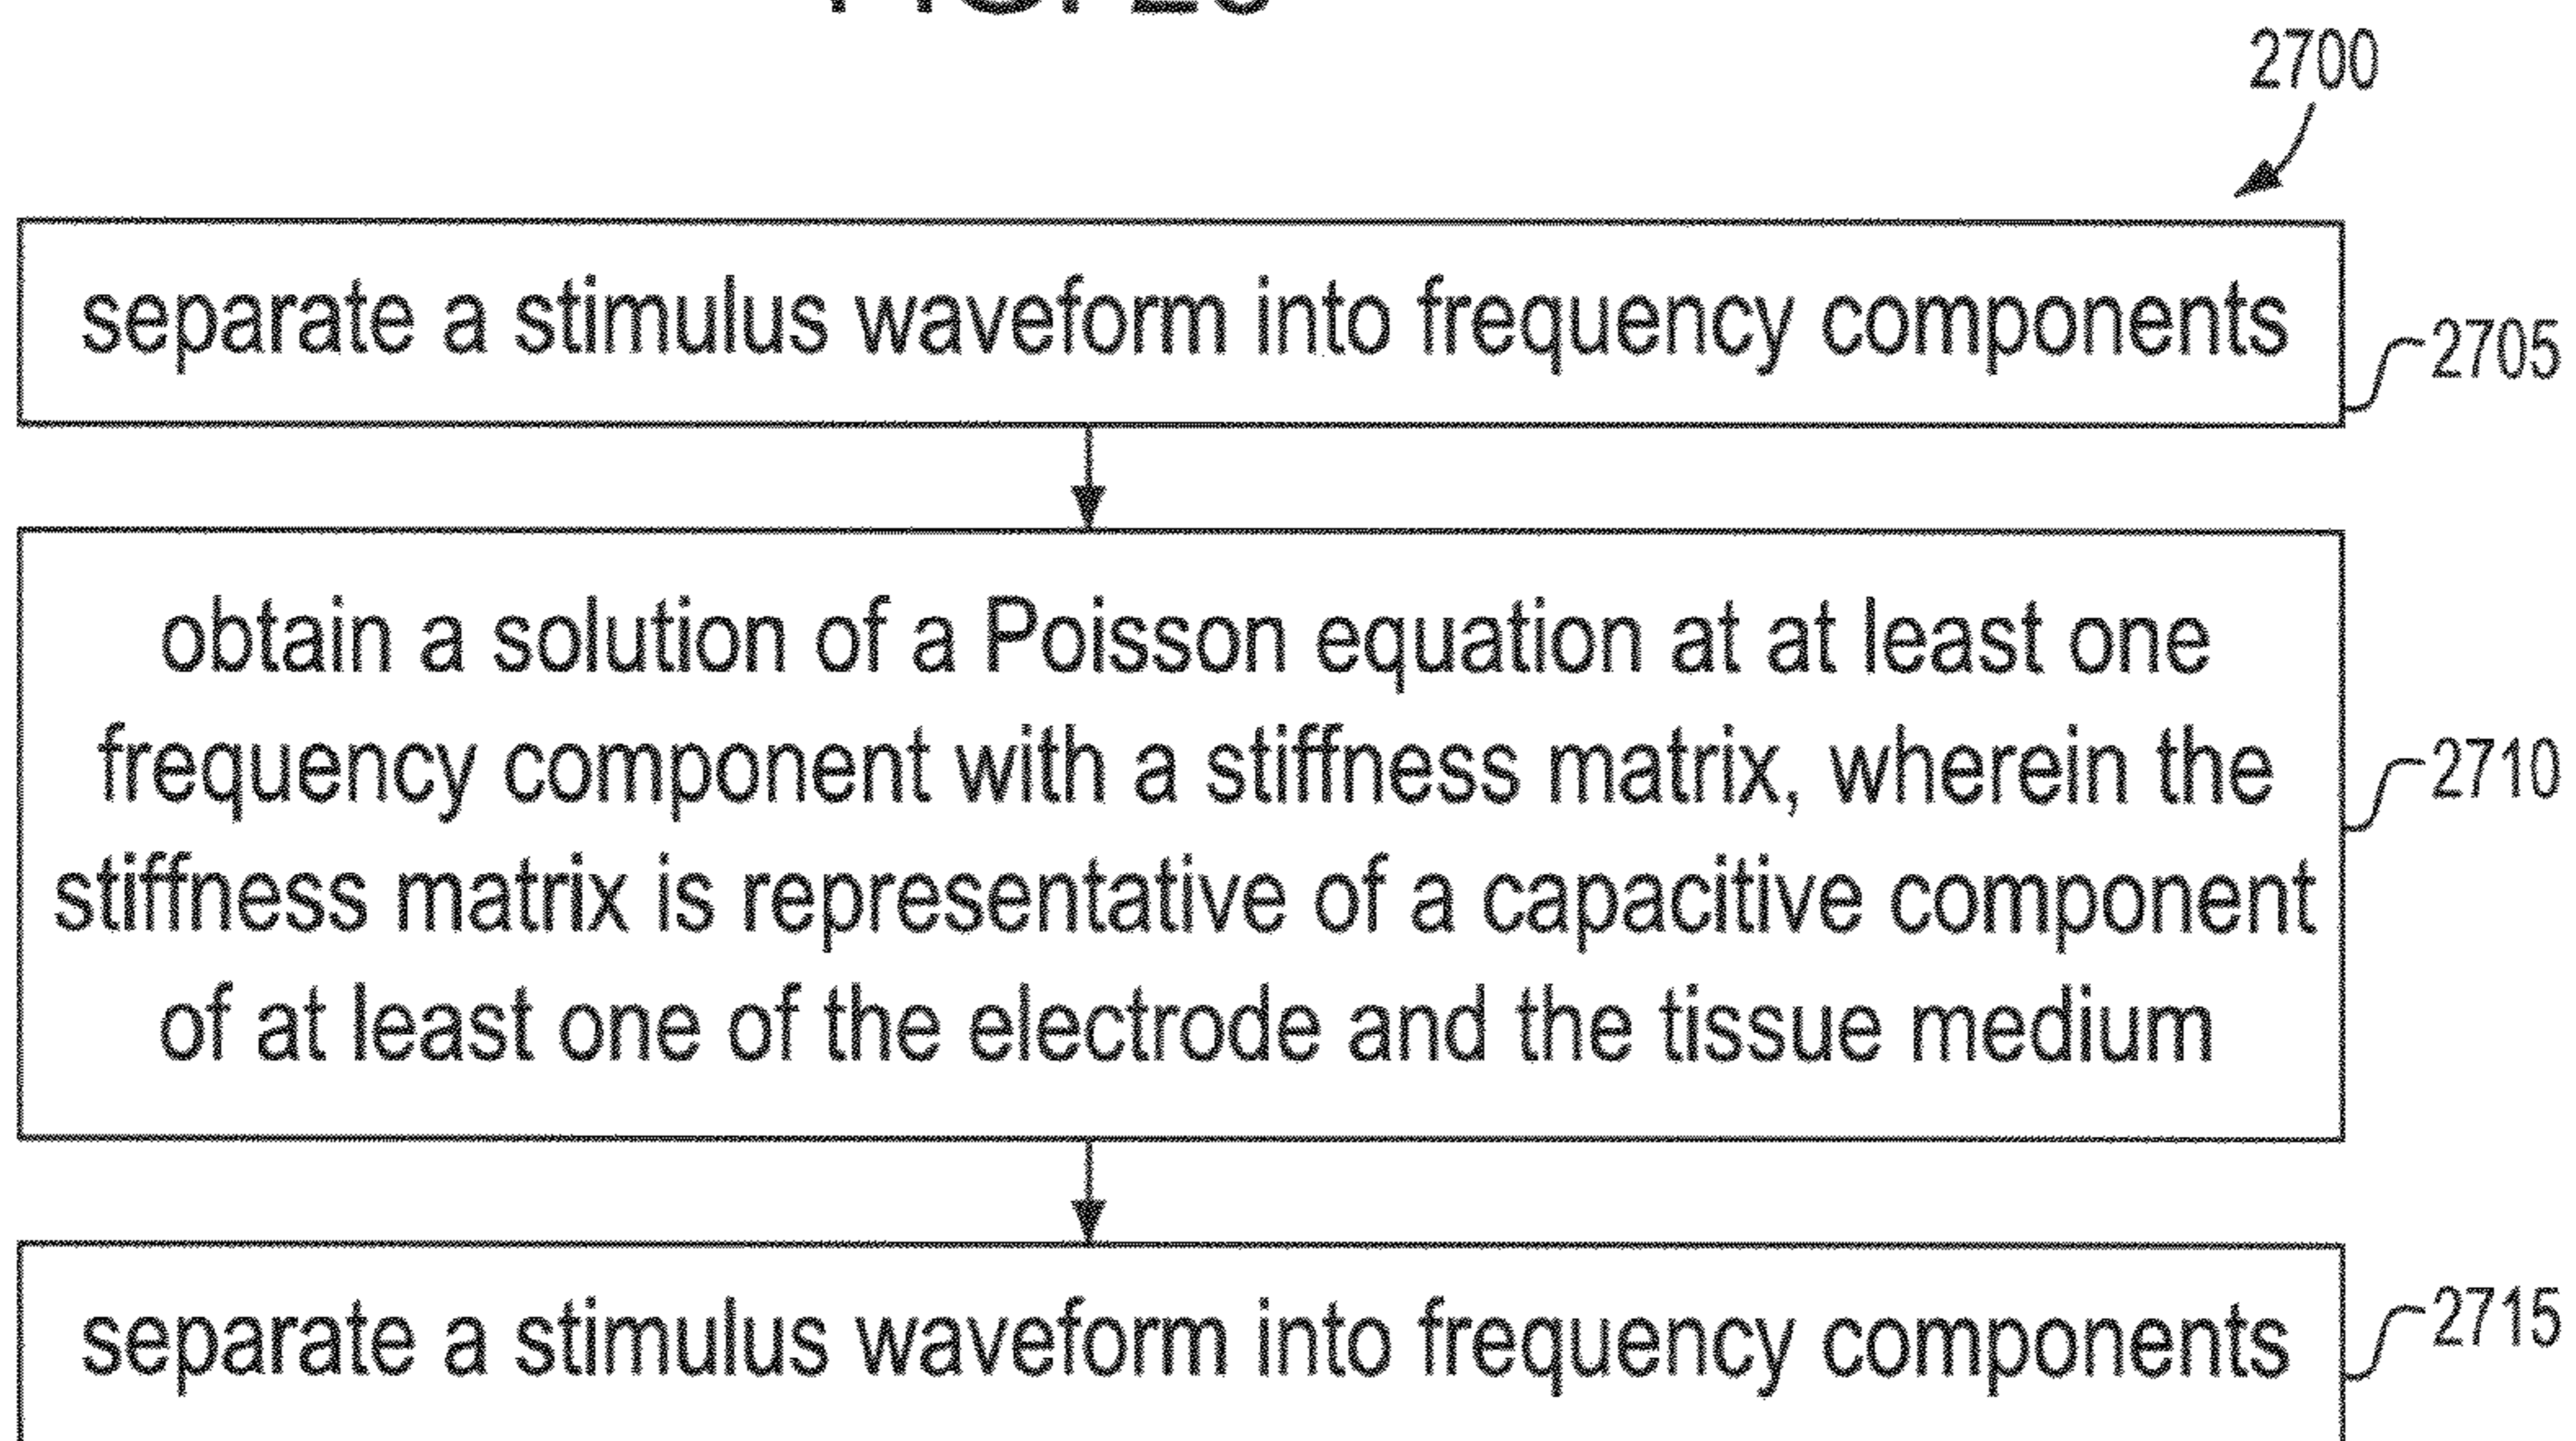 2700
separate a stimulus waveform into frequency components
2705
obtain a solution of a Poisson equation at at least one
frequency component with a stiffness matrix, wherein the
2710
stiffness matrix is representative of a capacitive component
of at least one of the electrode and the tissue medium
separate a stimulus waveform into frequency components
2715